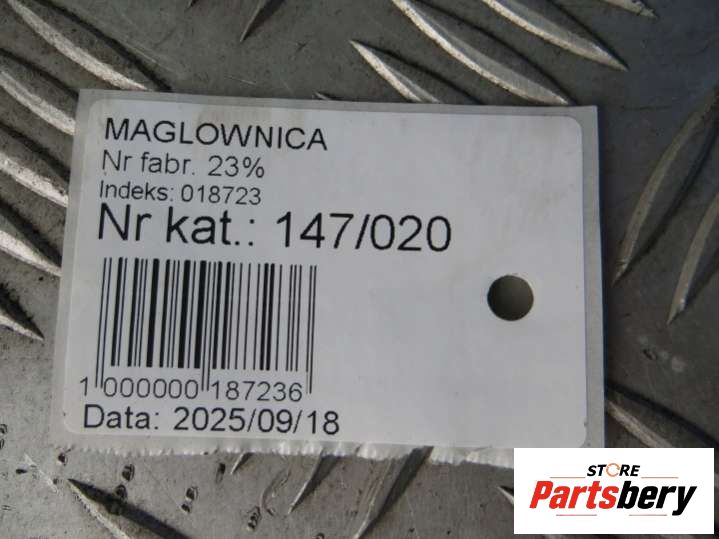 MAGLOWNICA
Nr fabr. 23%
Indeks: 018723
Nr kat.: 147/020
1 000000 187236
Data: 2025/09/18
STORE
Partsbery